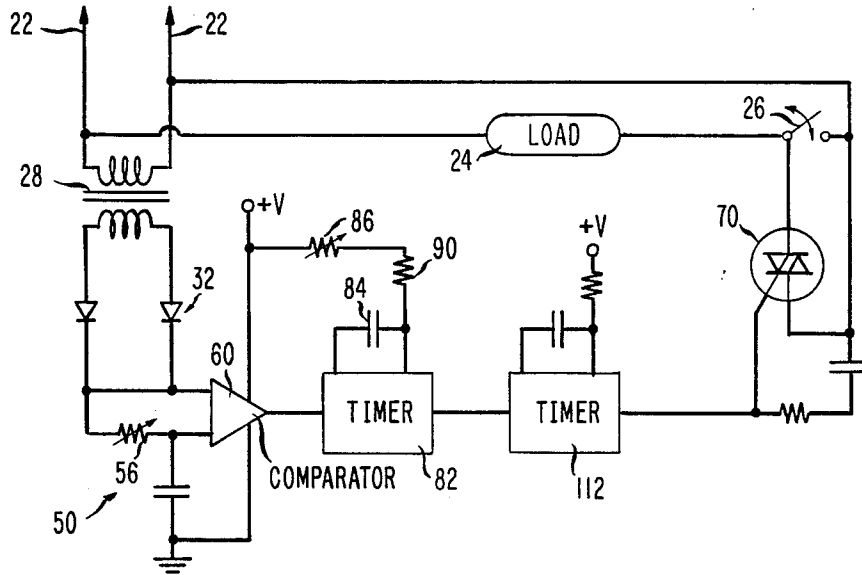 22
22
26
LOAD
24
28
+V
86
+V
70
90
32
84
60
TIMER
TIMER
56
COMPARATOR
82
112
50